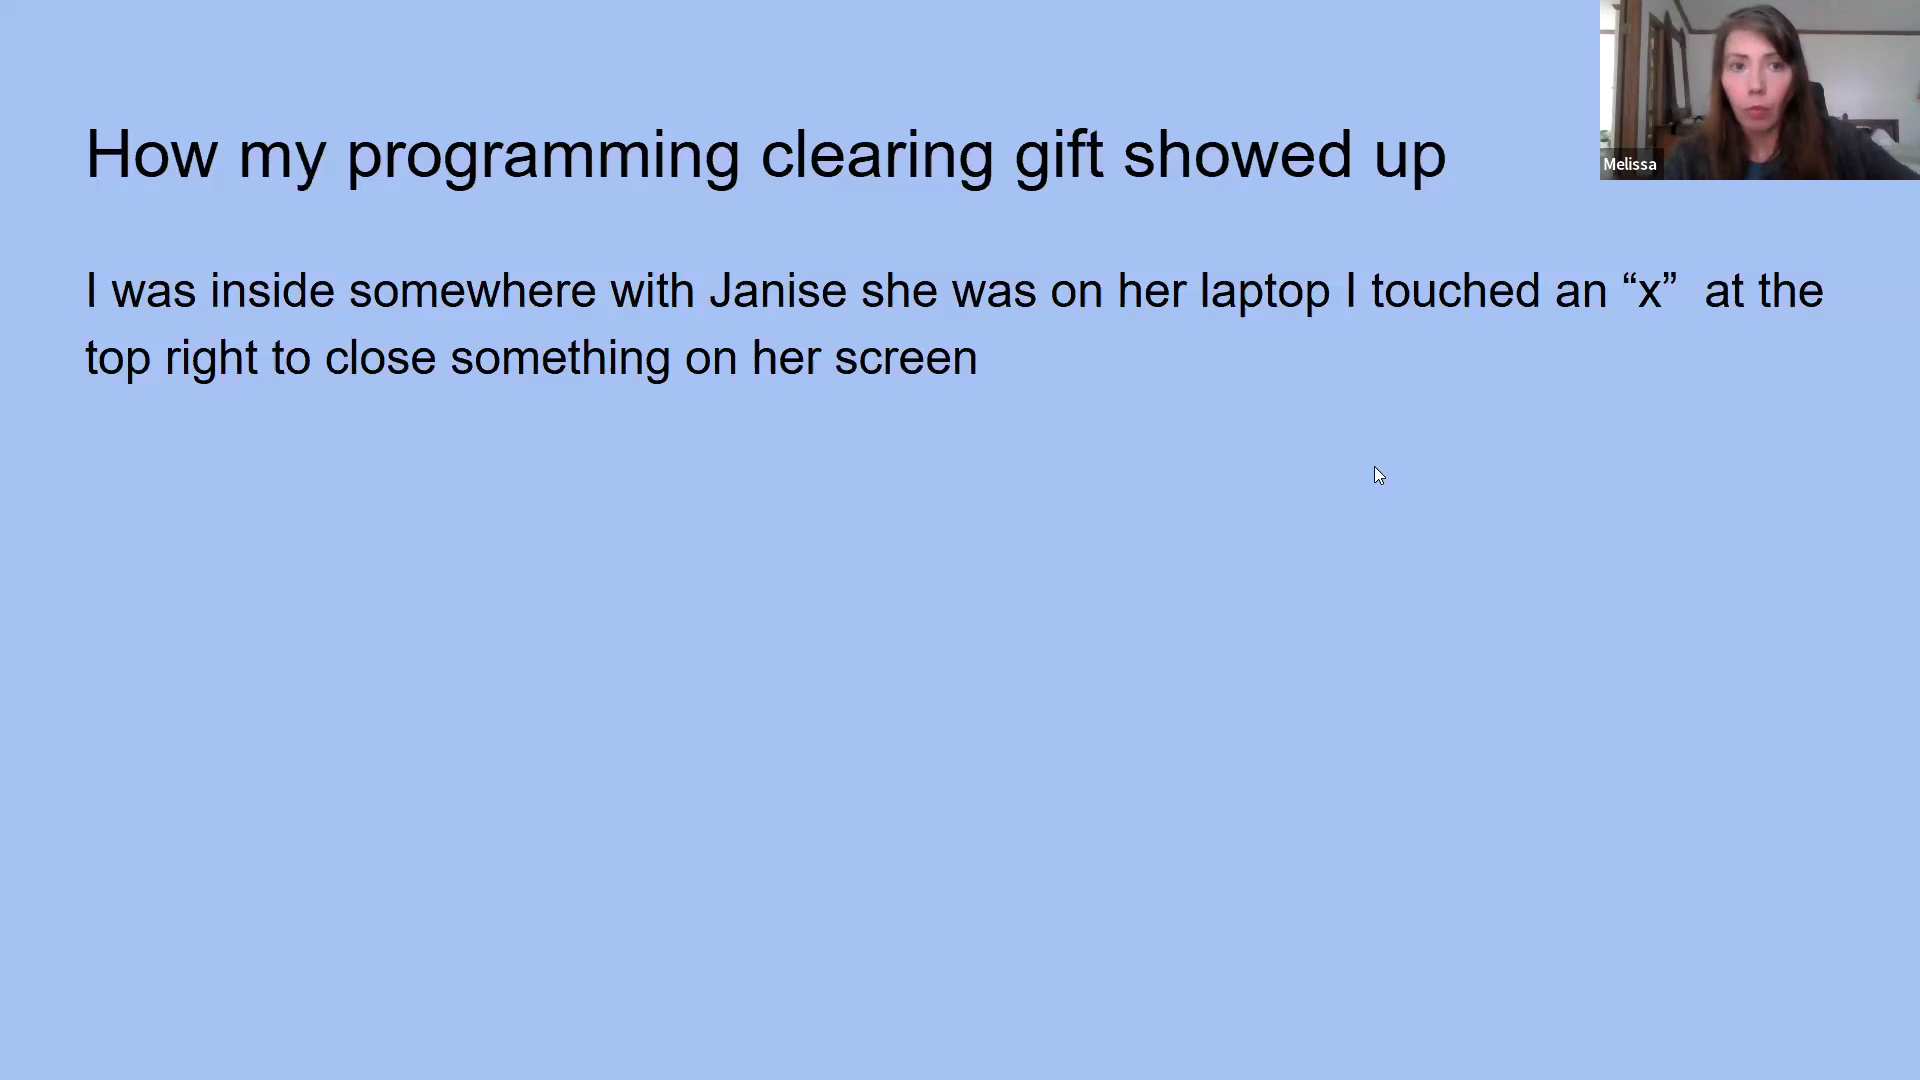 How my programming clearing gift showed up
Melissa
I was inside somewhere with Janise she was on her laptop I touched an “x”  at the
top right to close something on her screen